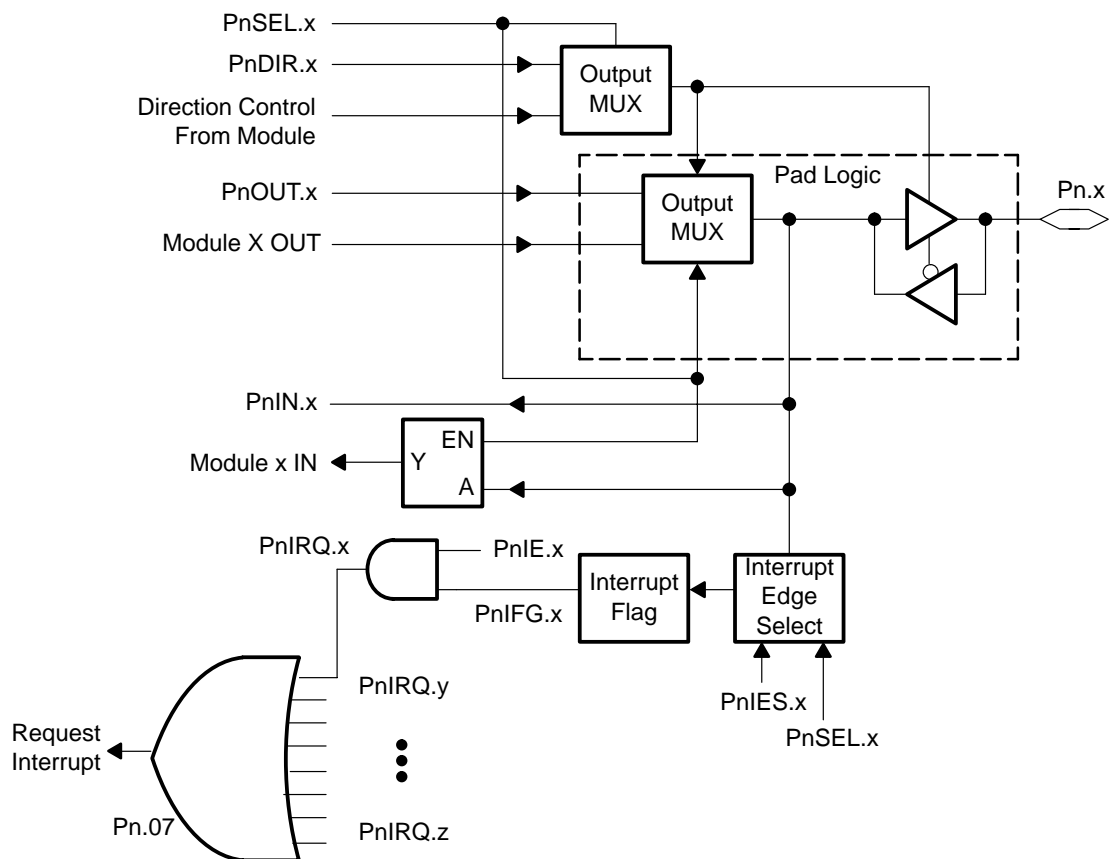 PnSEL.x
PnDIR.x
Direction Control
From Module
Output
MUX
Pad Logic
PnOUT.x
Module X OUT
Output
MUX
Pn.x
PnIN.x
EN
Y
A
Module x IN
PnIRQ.x
PnIE.x
PnIFG.x
Interrupt
Flag
Interrupt
Edge
Select
PnIES.x
PnSEL.x
PnIRQ.y
Request
Interrupt
Pn.07
PnIRQ.z